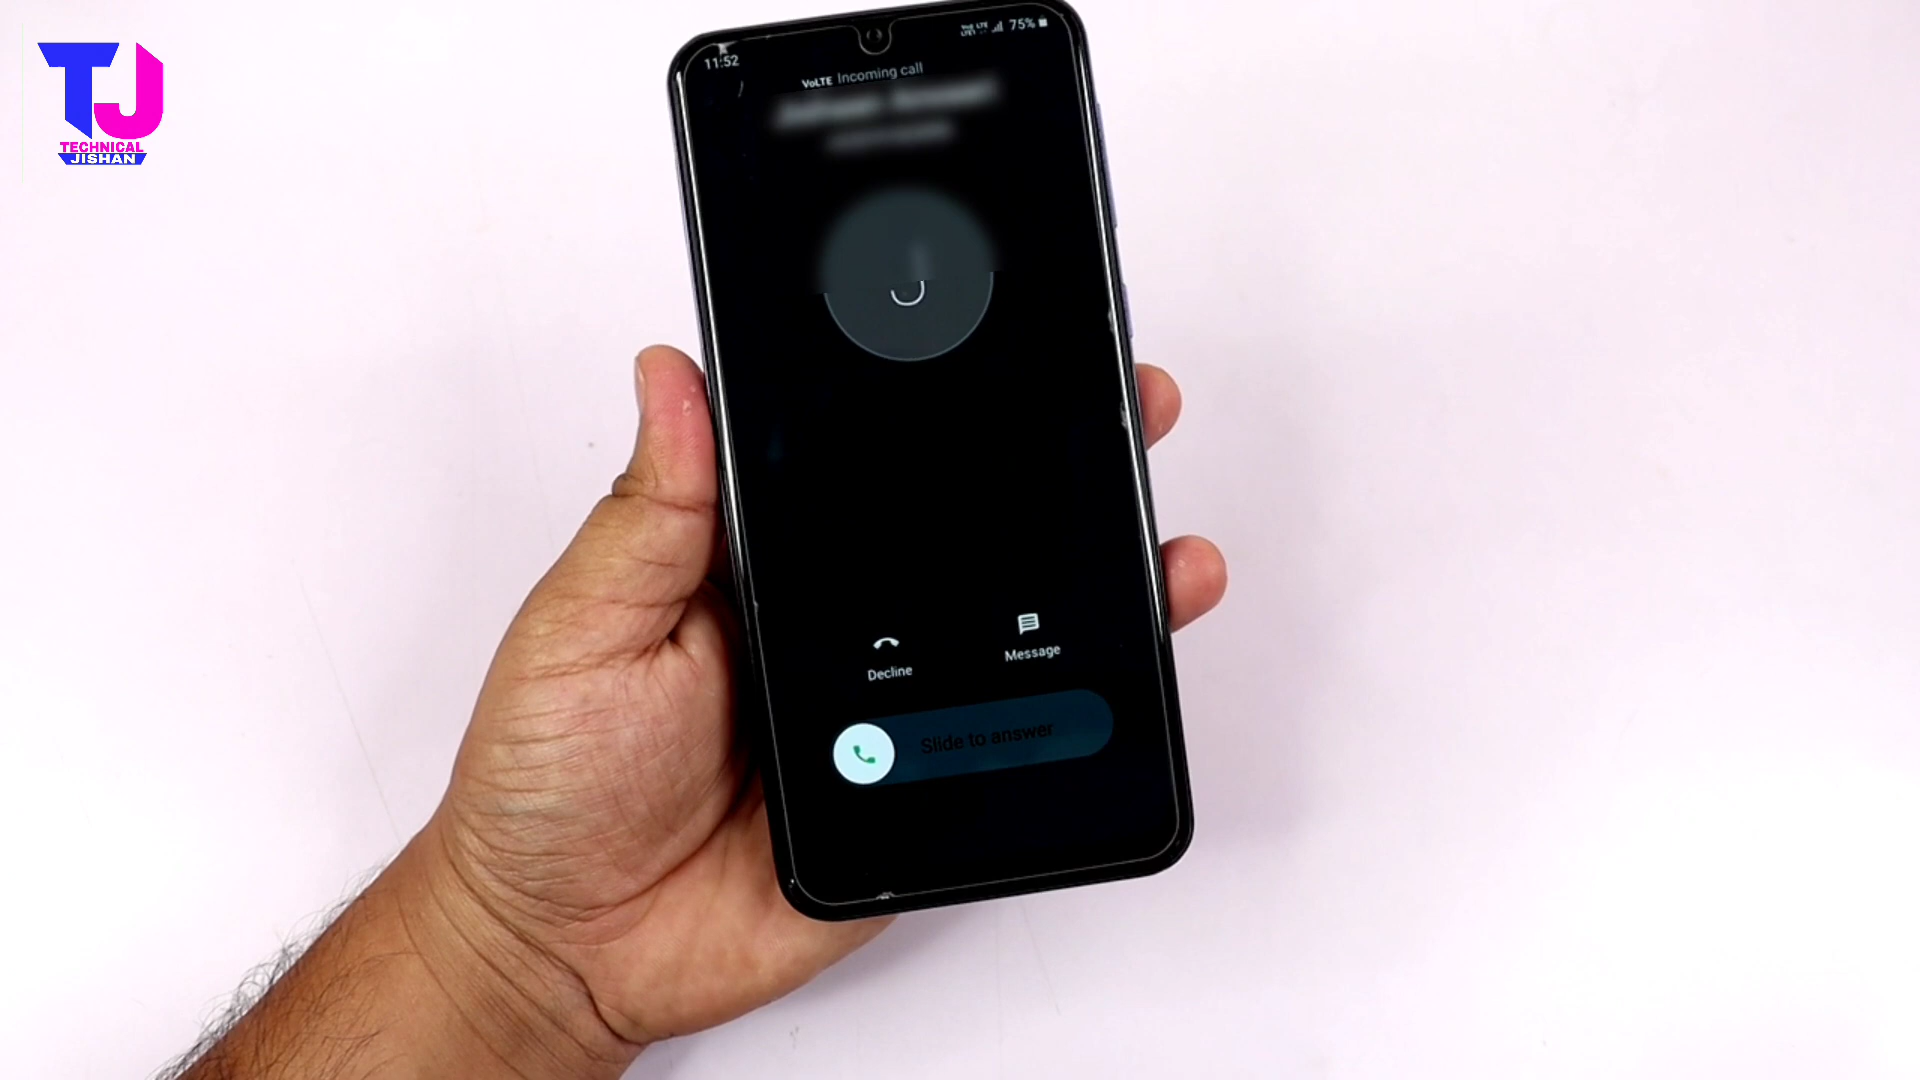 TJ
TECHNICAL
JISHAN
11:52
75%
VoLTE Incoming call
J
Decline
Message
Slide to answer